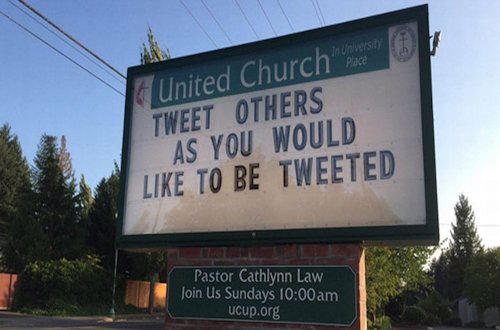 United Church
In University
Place
TWEET OTHERS
AS YOU WOULD
LIKE TO BE TWEETED
Pastor Cathlynn Law
Join Us Sundays 10:00am
ucup.org